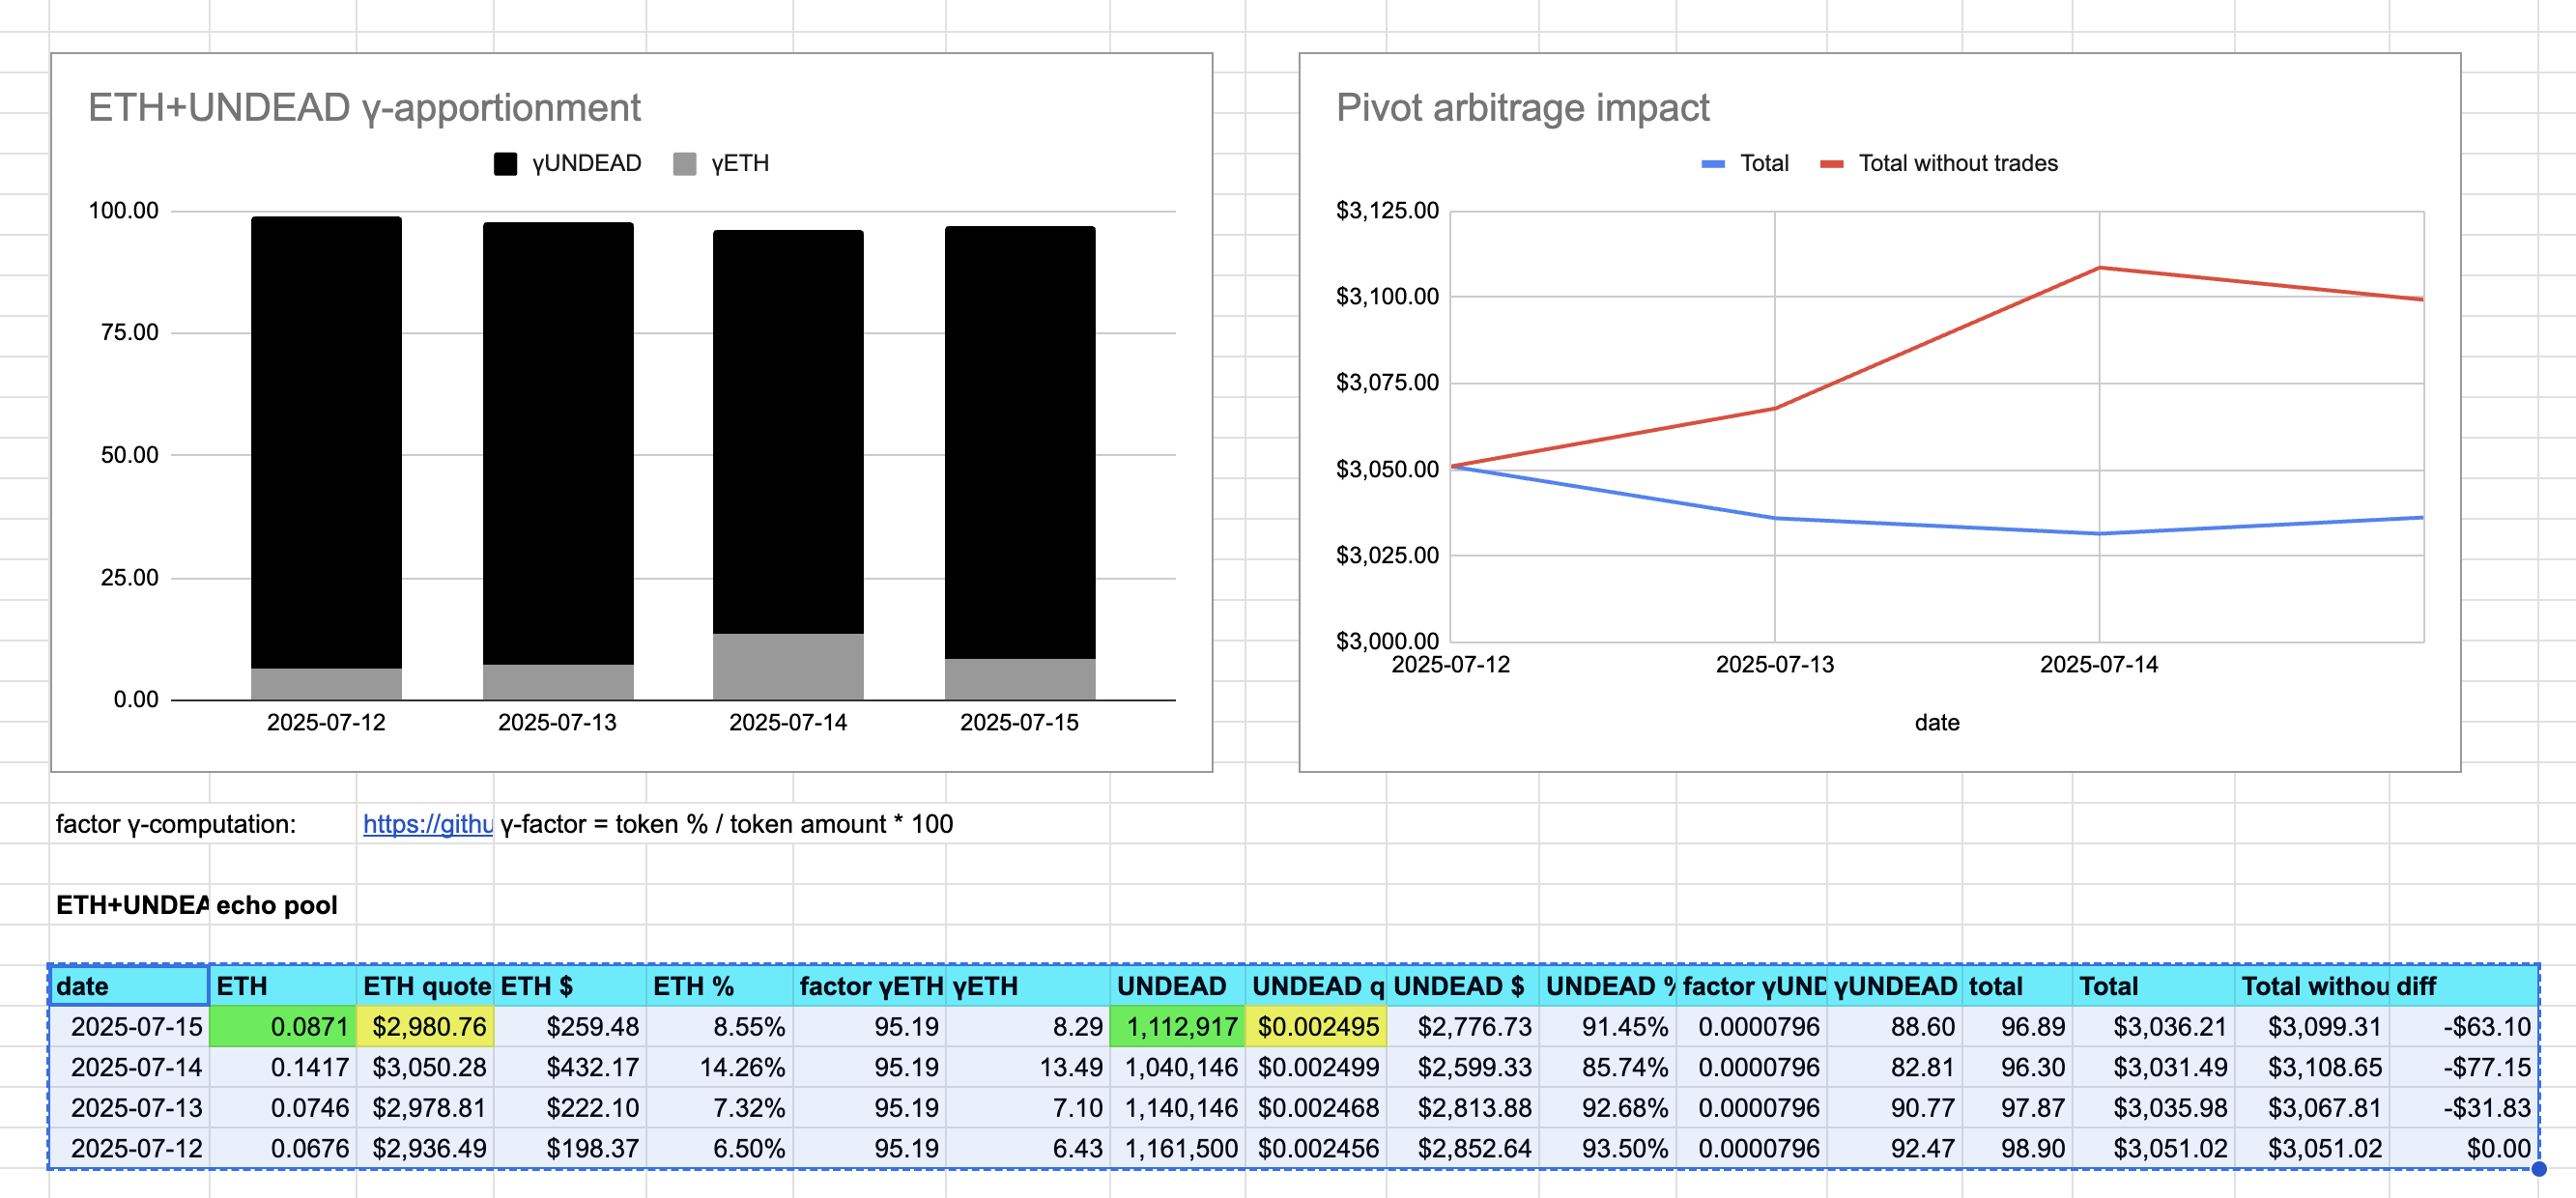 ETH+UNDEAD γ-apportionment
γUNDEAD γETH
100.00
75.00
50.00
25.00
0.00
2025-07-12 2025-07-13 2025-07-14 2025-07-15
Pivot arbitrage impact
Total Total without trades
$3,125.00
$3,100.00
$3,075.00
$3,050.00
$3,025.00
$3,000.00
2025-07-12 2025-07-13 2025-07-14
date
factor γ-computation: https://githu γ-factor = token % / token amount * 100
ETH+UNDEA echo pool
date ETH ETH quote ETH $ ETH % factor γETH γETH UNDEAD UNDEAD q UNDEAD $ UNDEAD % factor γUND γUNDEAD total Total Total withou diff
2025-07-15 0.0871 $2,980.76 $259.48 8.55% 95.19 8.29 1,112,917 $0.002495 $2,776.73 91.45% 0.0000796 88.60 96.89 $3,036.21 $3,099.31 -$63.10
2025-07-14 0.1417 $3,050.28 $432.17 14.26% 95.19 13.49 1,040,146 $0.002499 $2,599.33 85.74% 0.0000796 82.81 96.30 $3,031.49 $3,108.65 -$77.15
2025-07-13 0.0746 $2,978.81 $222.10 7.32% 95.19 7.10 1,140,146 $0.002468 $2,813.88 92.68% 0.0000796 90.77 97.87 $3,035.98 $3,067.81 -$31.83
2025-07-12 0.0676 $2,936.49 $198.37 6.50% 95.19 6.43 1,161,500 $0.002456 $2,852.64 93.50% 0.0000796 92.47 98.90 $3,051.02 $3,051.02 $0.00